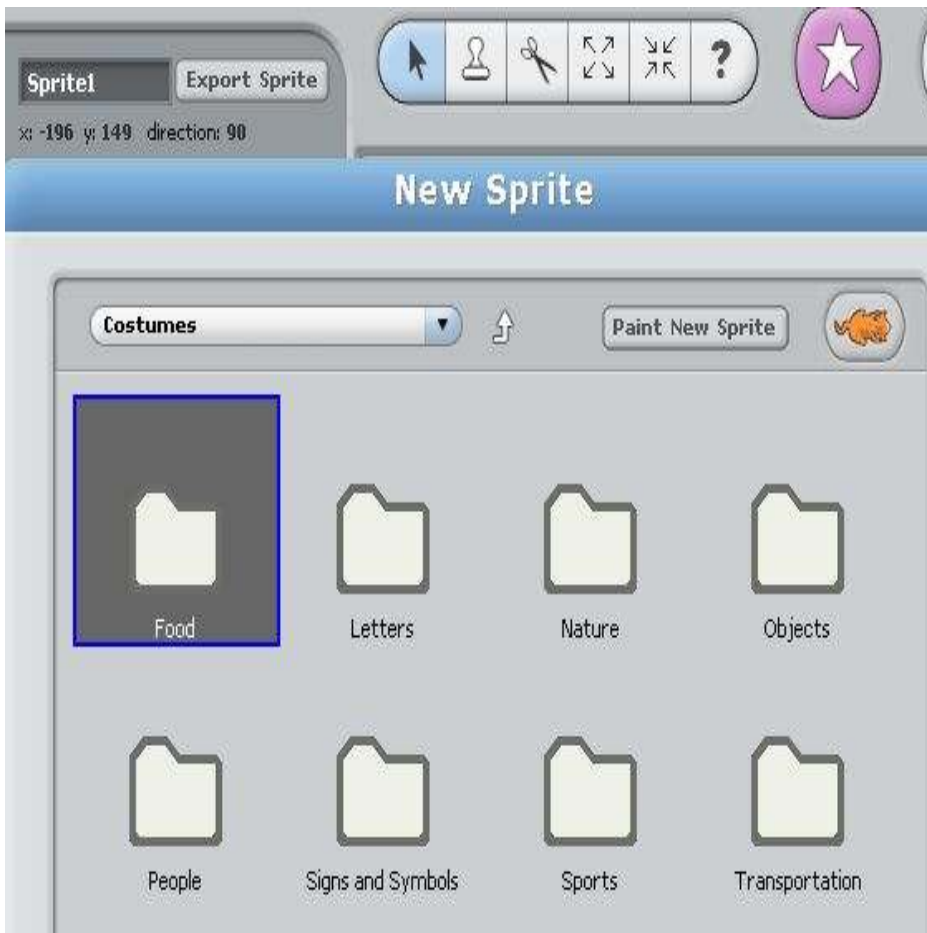 Sprite1 Export Sprite
?
x: -196 y: 149 direction: 90
New Sprite
Costumes Paint New Sprite
Food Letters Nature Objects
People Signs and Symbols Sports Transportation